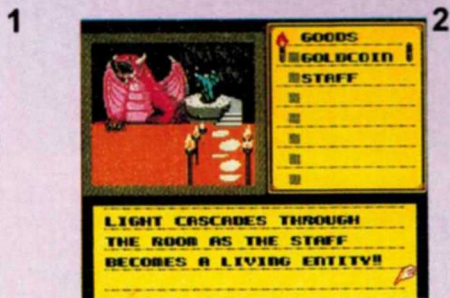 1
2
GOODS
GOLDCOIN
STAFF
LIGHT CASCADES THROUGH
THE ROOM AS THE STAFF
BECOMES A LIVING ENTITY!!